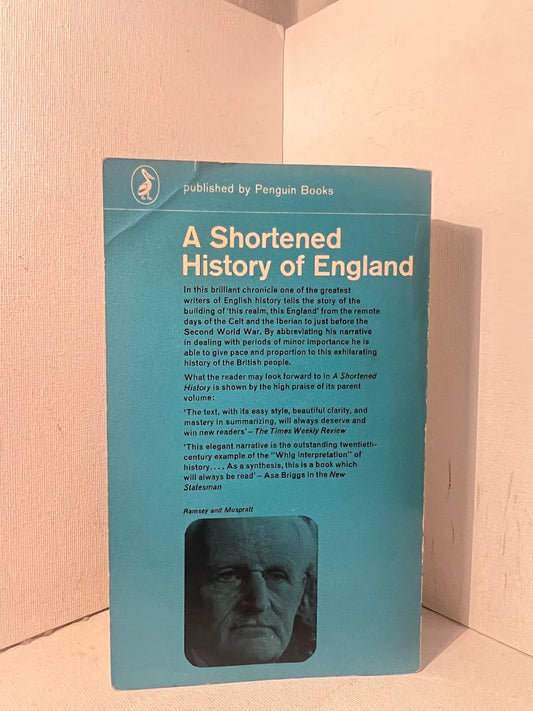 published by Penguin Books
A Shortened
History of England
In this brilliant chronicle one of the greatest
writers of English history tells the story of the
building of 'this realm, this England' from the remote
days of the Celt and the Iberian to just before the
Second World War. By abbreviating his narrative
in dealing with periods of minor importance he is
able to give pace and proportion to this exhilarating
history of the British people.
What the reader may look forward to in A Shortened
History is shown by the high praise of its parent
volume:
'The text, with its easy style, beautiful clarity, and
mastery in summarizing, will always deserve and
win new readers' – The Times Weekly Review
'This elegant narrative is the outstanding twentieth-
century example of the "Whig interpretation" of
history.... As a synthesis, this is a book which
will always be read' – Asa Briggs in the New
Statesman
Ramsey and Muspratt